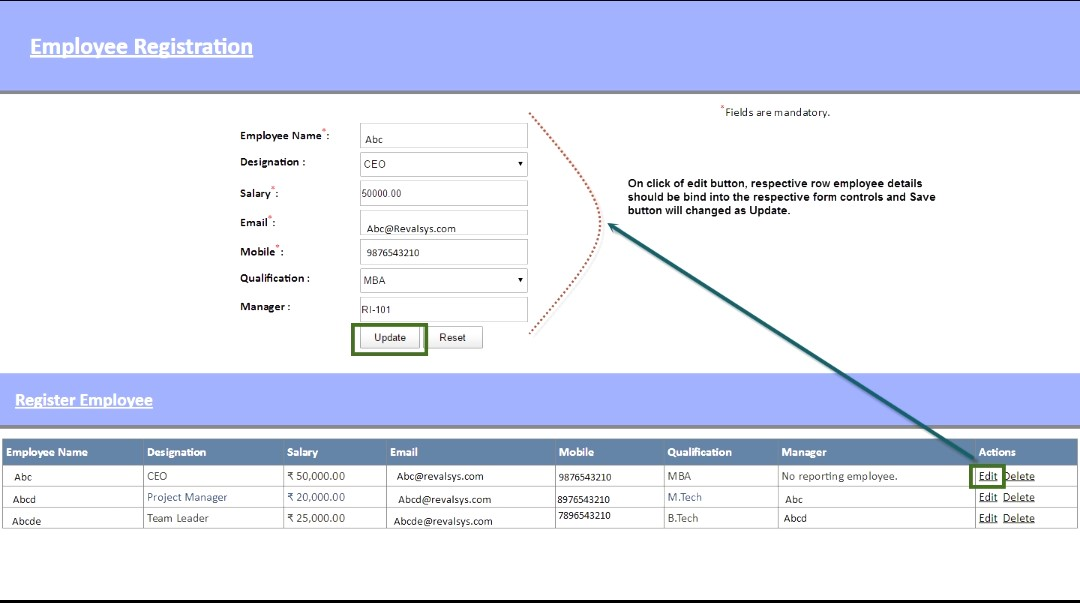 Employee Registration
*Fields are mandatory.
Employee Name*: Abc
Designation : CEO
Salary*: 50000.00
Email*: Abc@Revalsys.com
Mobile*: 9876543210
Qualification : MBA
Manager : RI-101
Update Reset
On click of edit button, respective row employee details
should be bind into the respective form controls and Save
button will changed as Update.
Register Employee
Employee Name Designation Salary Email Mobile Qualification Manager Actions
Abc CEO ₹ 50,000.00 Abc@revalsys.com 9876543210 MBA No reporting employee. Edit Delete
Abcd Project Manager ₹ 20,000.00 Abcd@revalsys.com 8976543210 M.Tech Abc Edit Delete
Abcde Team Leader ₹ 25,000.00 Abcde@revalsys.com 7896543210 B.Tech Abcd Edit Delete